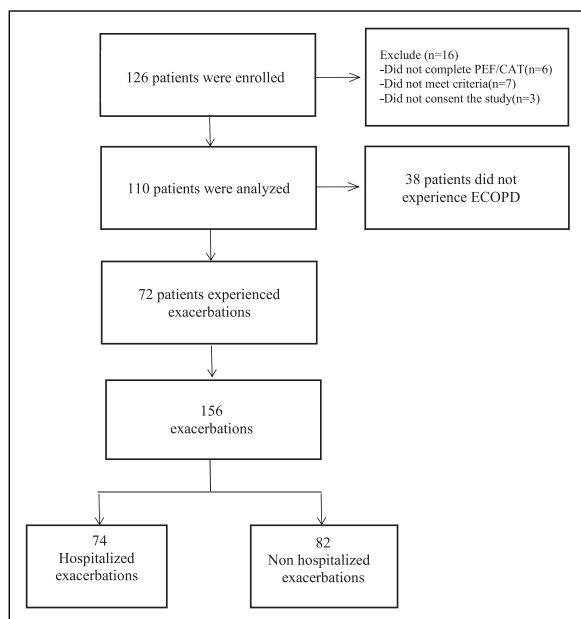 126 patients were enrolled
Exclude (n=16)
-Did not complete PEF/CAT(n=6)
-Did not meet criteria(n=7)
-Did not consent the study(n=3)
110 patients were analyzed
38 patients did not
experience ECOPD
72 patients experienced
exacerbations
156
exacerbations
74
Hospitalized
exacerbations
82
Non hospitalized
exacerbations